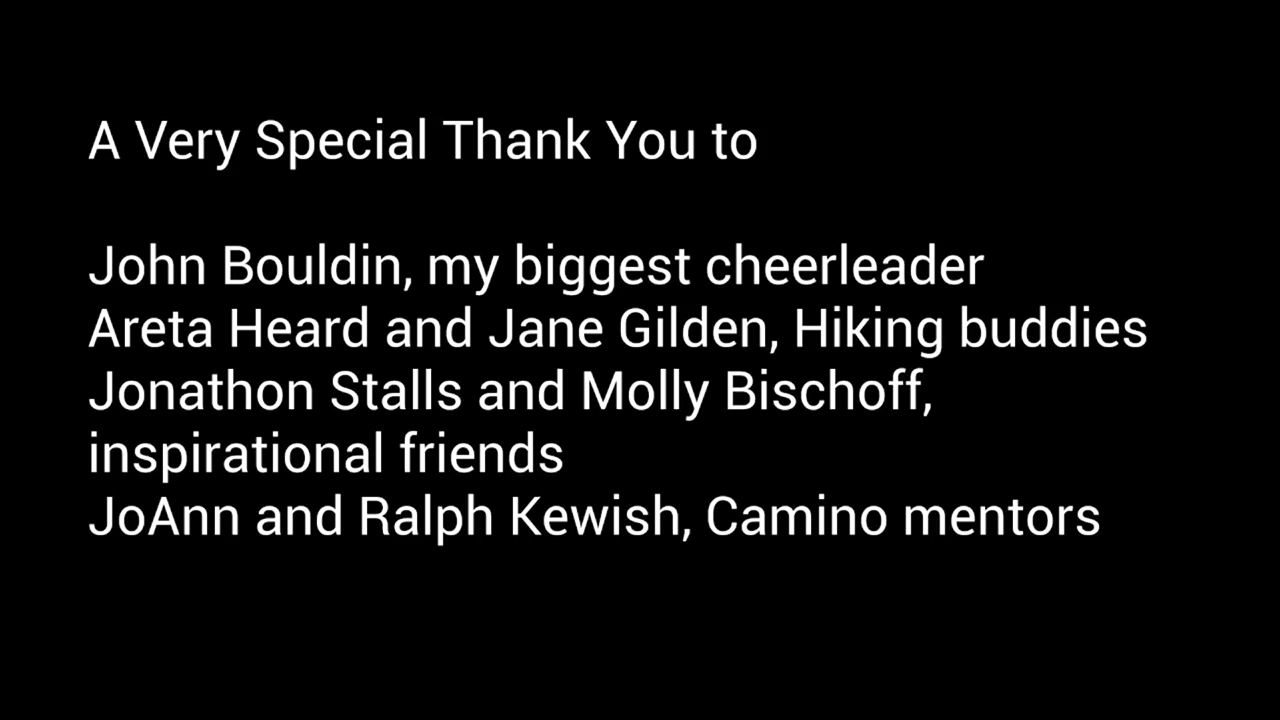 A Very Special Thank You to
John Bouldin, my biggest cheerleader
Areta Heard and Jane Gilden, Hiking buddies
Jonathon Stalls and Molly Bischoff,
inspirational friends
JoAnn and Ralph Kewish, Camino mentors